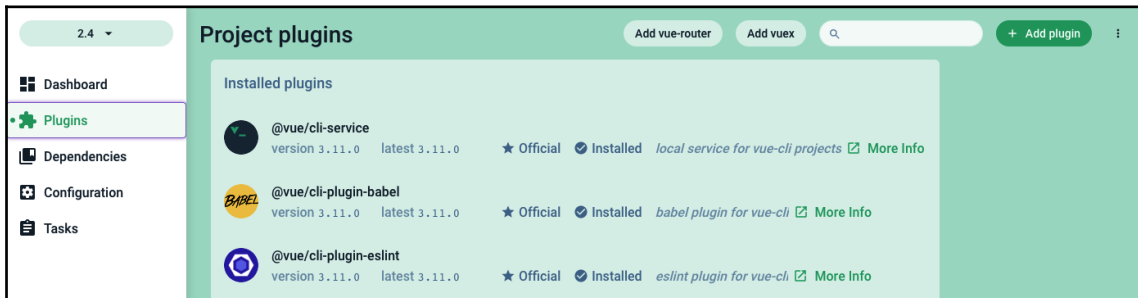 2.4
Project plugins
Add vue-router
Add vuex
+ Add plugin
Dashboard
Plugins
Dependencies
Configuration
Tasks
Installed plugins
@vue/cli-service
version 3.11.0 latest 3.11.0 Official Installed local service for vue-cli projects More Info
BABEL
@vue/cli-plugin-babel
version 3.11.0 latest 3.11.0 Official Installed babel plugin for vue-cli More Info
@vue/cli-plugin-eslint
version 3.11.0 latest 3.11.0 Official Installed eslint plugin for vue-cli More Info